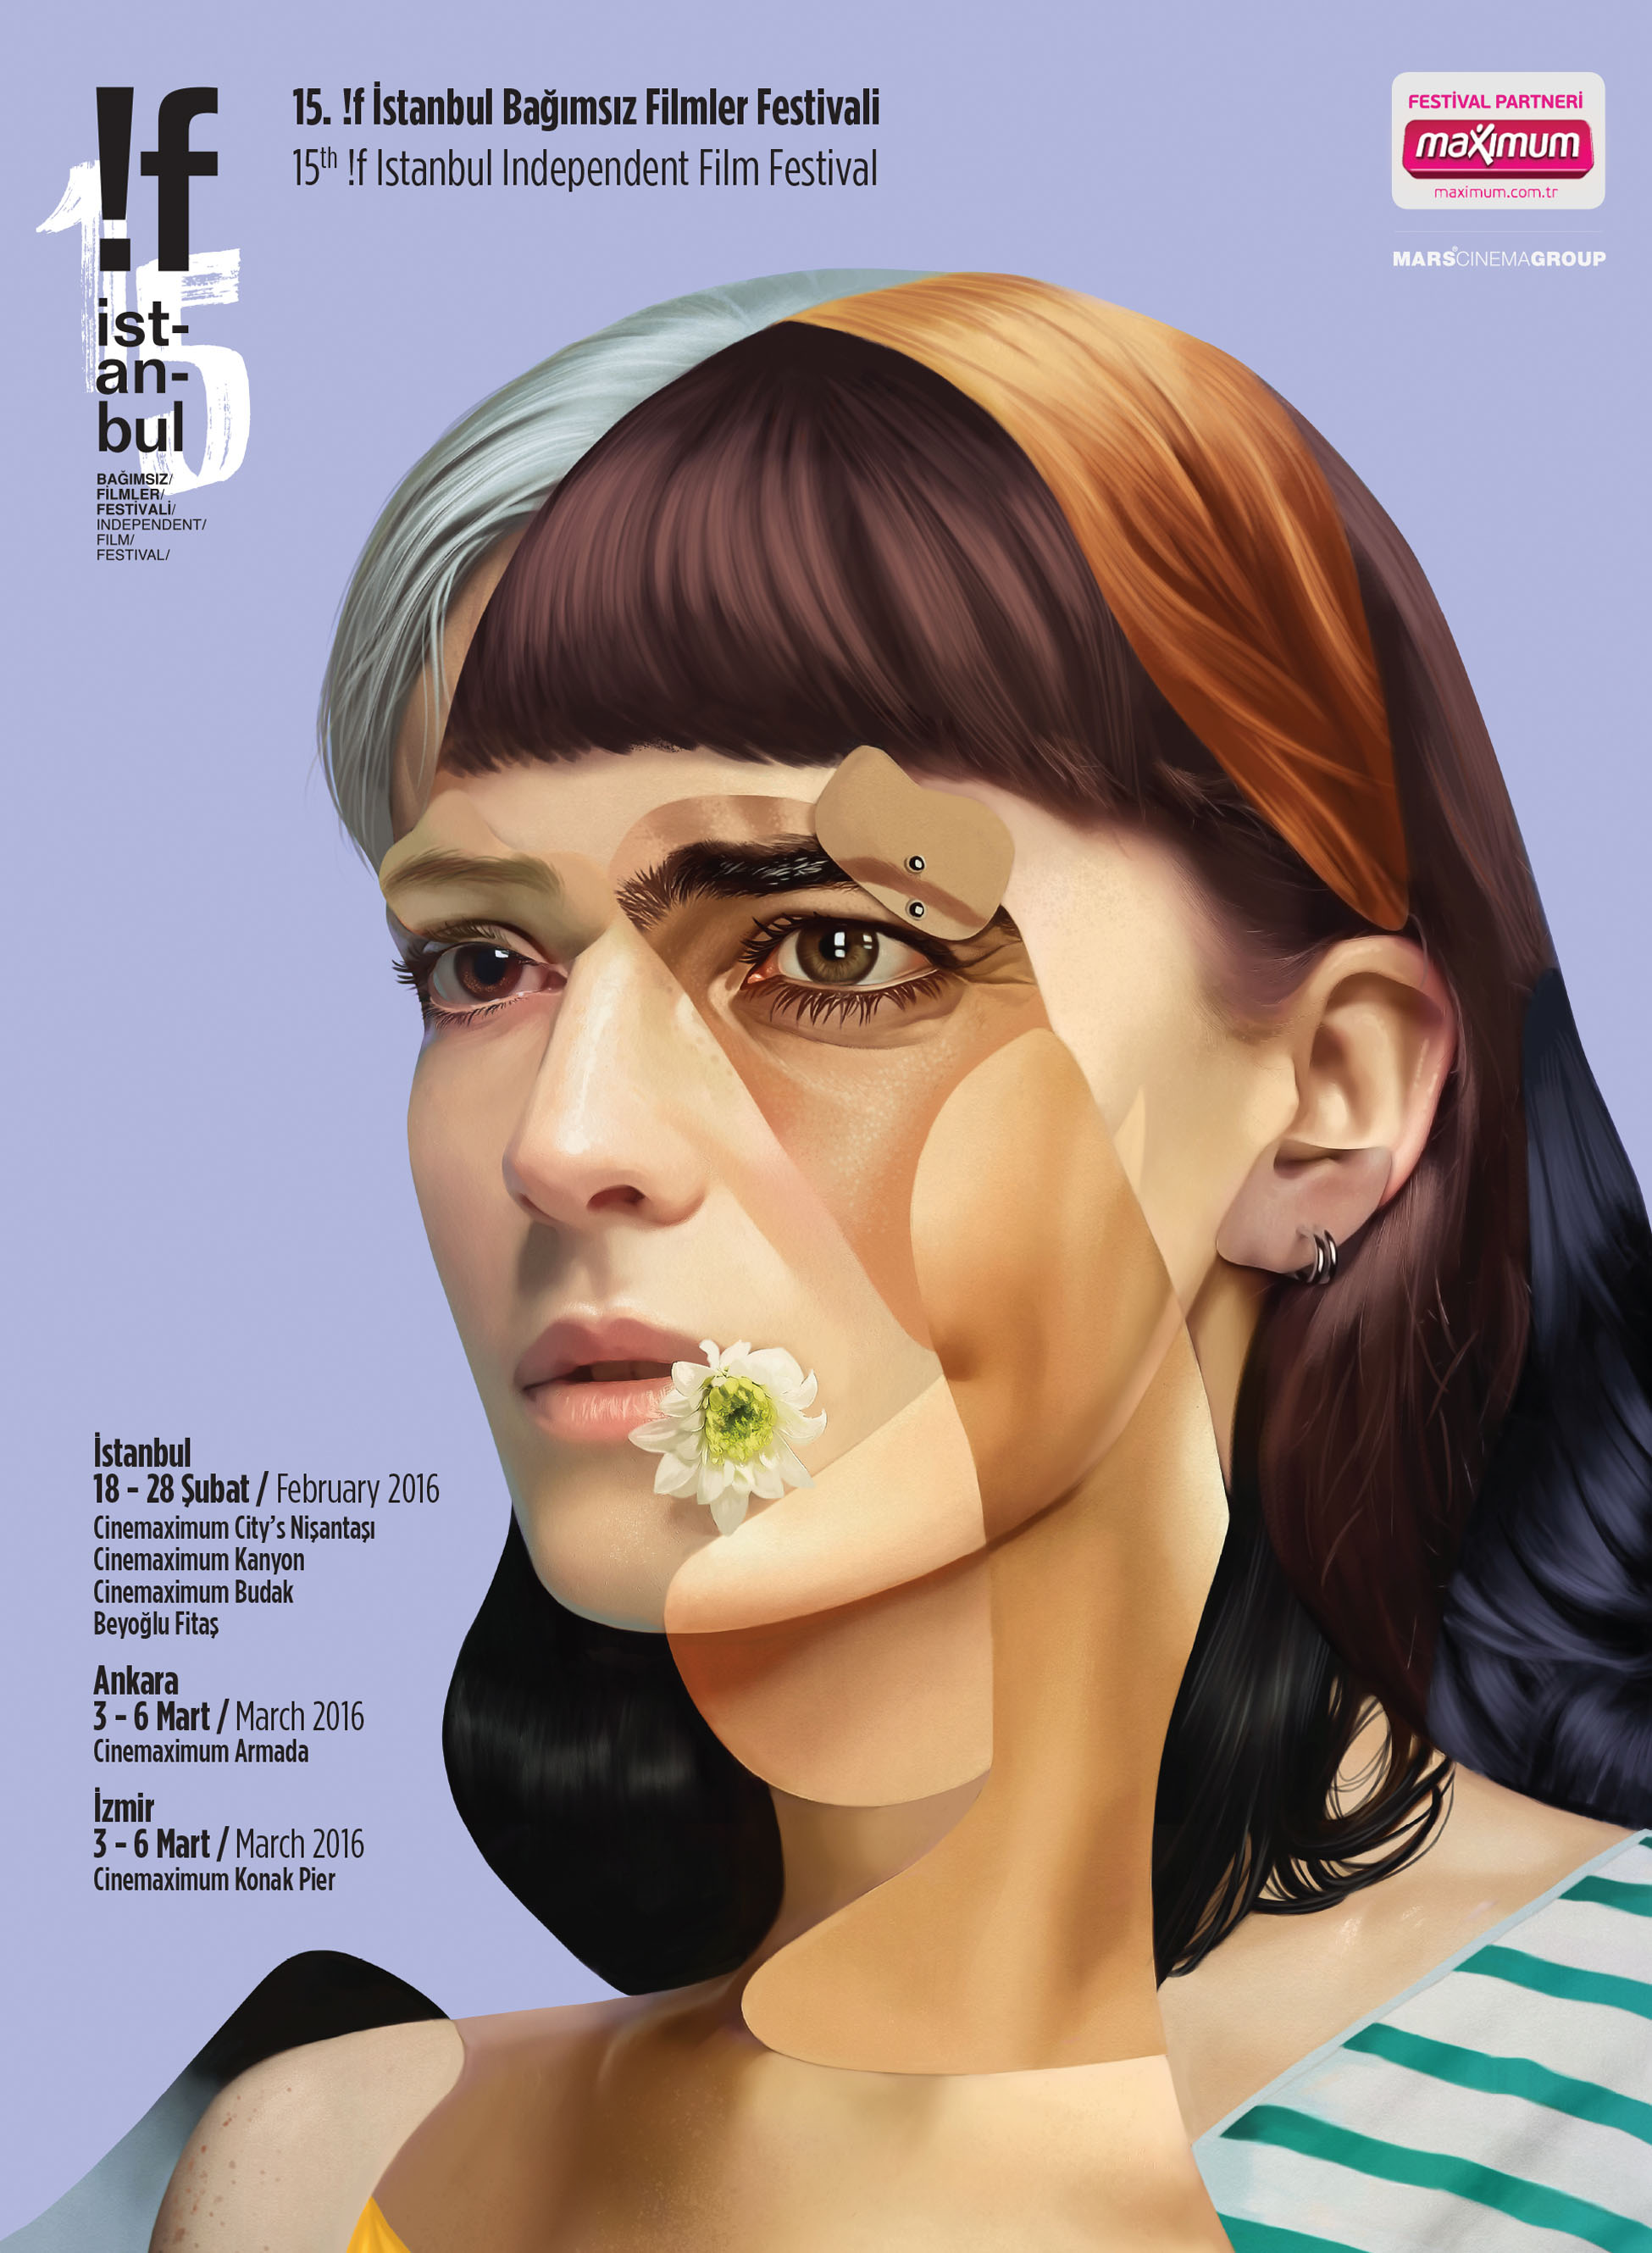 !f
15
ist-
an-
bul
BAĞIMSIZ/
FİLMLER/
FESTİVALİ/
INDEPENDENT/
FILM/
FESTIVAL/
15. !f İstanbul Bağımsız Filmler Festivali
15th !f Istanbul Independent Film Festival
FESTİVAL PARTNERİ
maximum
maximum.com.tr
MARSCINEMAGROUP
İstanbul
18 - 28 Şubat / February 2016
Cinemaximum City's Nişantaşı
Cinemaximum Kanyon
Cinemaximum Budak
Beyoğlu Fitaş
Ankara
3 - 6 Mart / March 2016
Cinemaximum Armada
İzmir
3 - 6 Mart / March 2016
Cinemaximum Konak Pier